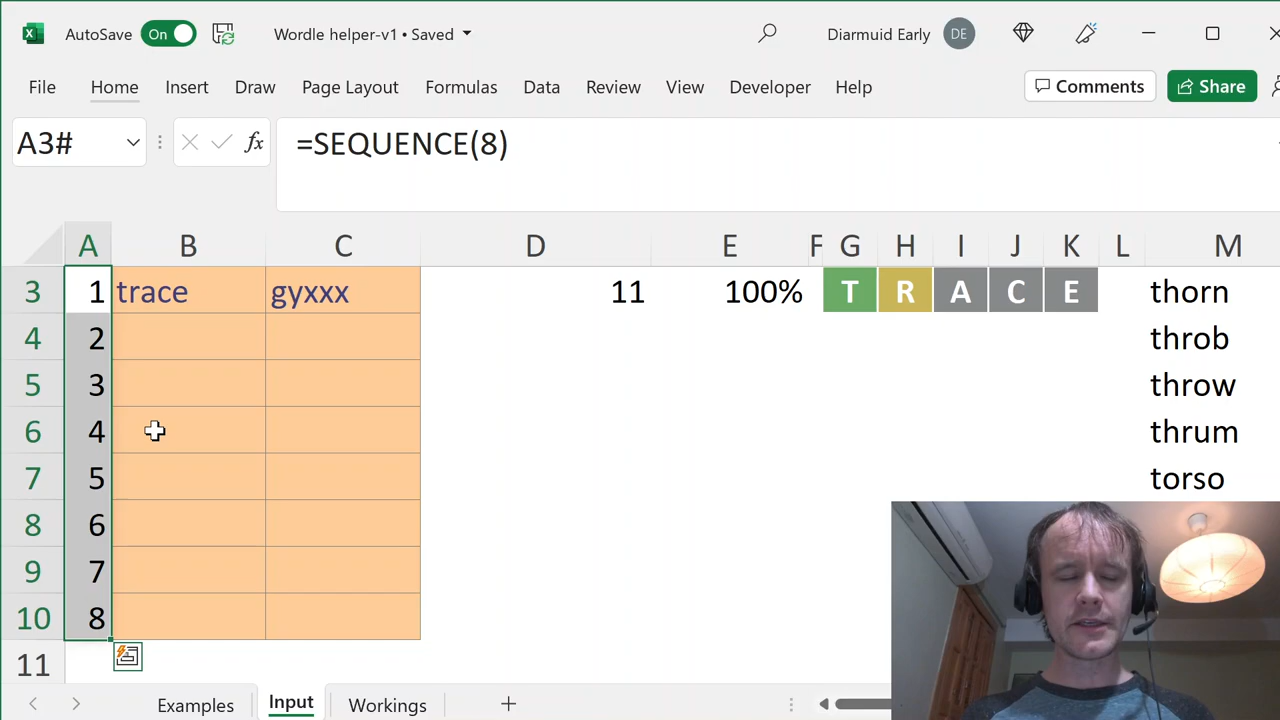 AutoSave On Wordle helper-v1 • Saved Diarmuid Early DE
File Home Insert Draw Page Layout Formulas Data Review View Developer Help Comments Share
A3# fx =SEQUENCE(8)
A B C D E F G H I J K L M
3 1 trace gyxxx 11 100% T R A C E thorn
4 2 throb
5 3 throw
6 4 thrum
7 5 torso
8 6
9 7
10 8
11
Examples Input Workings